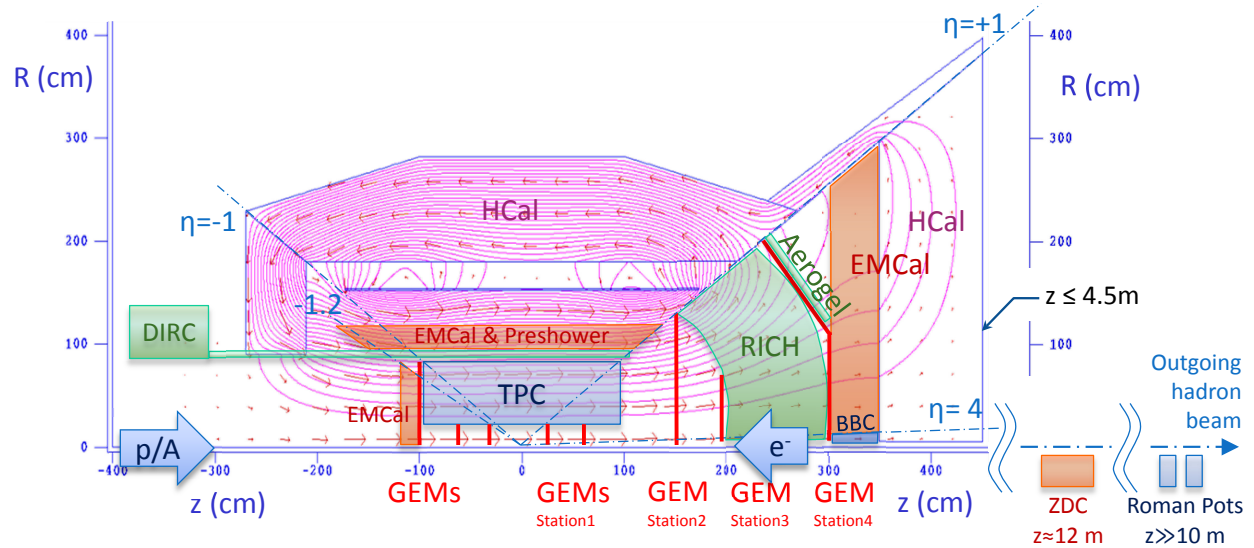 η=+1
400
400
R (cm)
R (cm)
300
300
HCal
HCal
η=-1
200
200
Aerogel
EMCal
-1.2
z ≤ 4.5m
DIRC
EMCal & Preshower
RICH
100
100
TPC
EMCal
Outgoing
hadron
beam
η= 4
BBC
0
p/A
e-
-400 -300 -200 -100 0 100 200 300 400
z (cm)
GEMs
GEMs
Station1
GEM
Station2
GEM
Station3
GEM
Station4
z (cm)
ZDC
z≈12 m
Roman Pots
z≫10 m